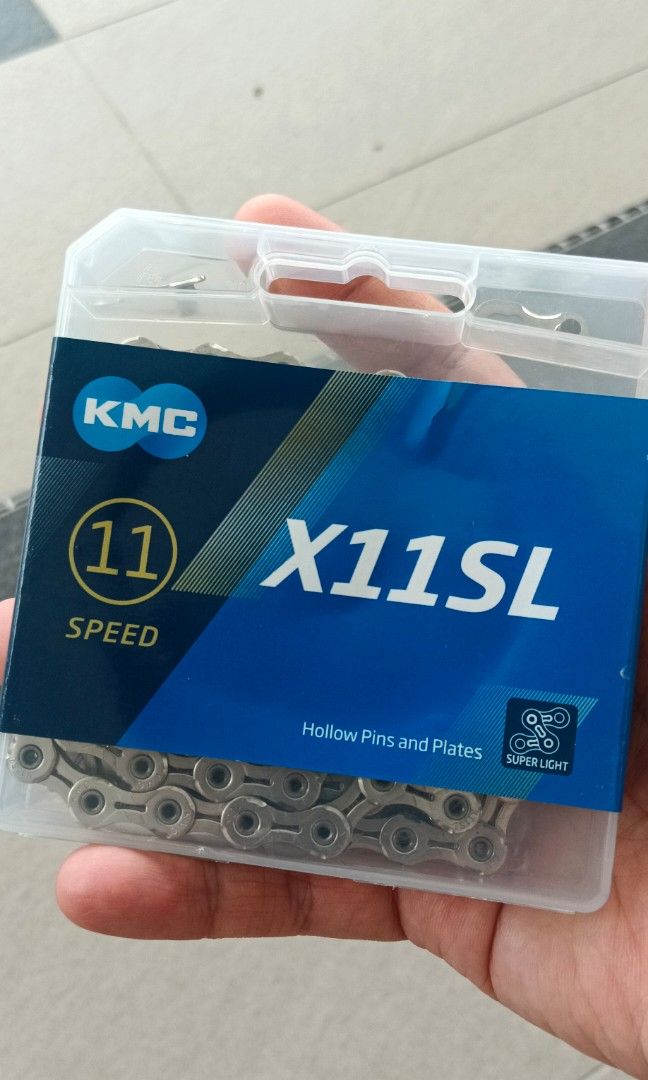 KMC
11
SPEED
X11SL
Hollow Pins and Plates
SUPER LIGHT